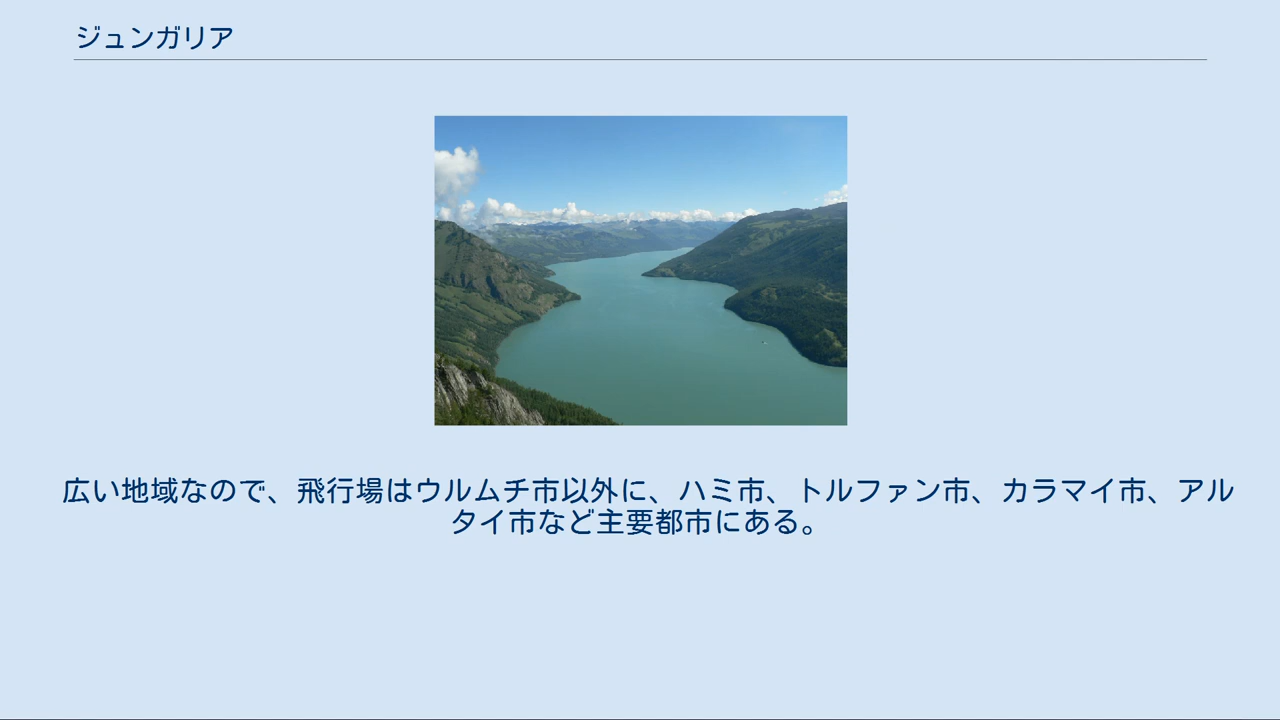 ジュンガリア
広い地域なので、飛行場はウルムチ市以外に、ハミ市、トルファン市、カラマイ市、アル
タイ市など主要都市にある。